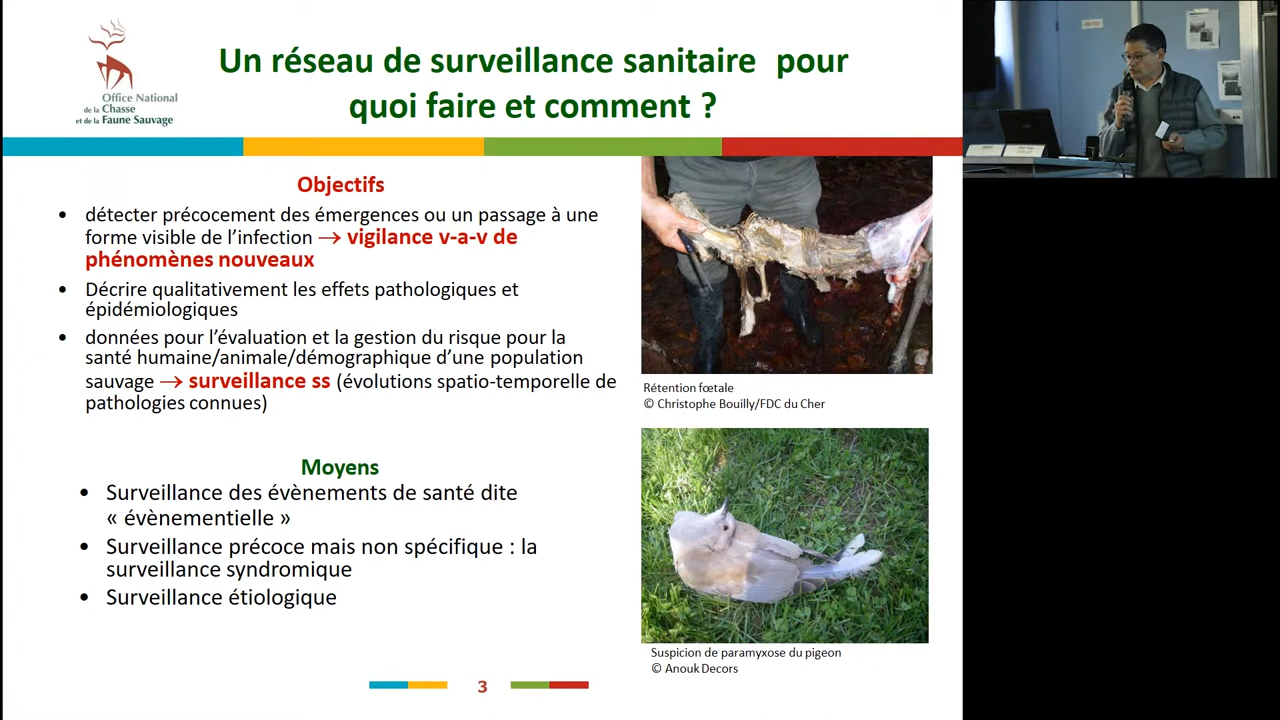 Office National
de la Chasse
et de la Faune Sauvage
Un réseau de surveillance sanitaire pour
quoi faire et comment ?
Objectifs
• détecter précocement des émergences ou un passage à une
forme visible de l'infection → vigilance v-a-v de
phénomènes nouveaux
• Décrire qualitativement les effets pathologiques et
épidémiologiques
• données pour l'évaluation et la gestion du risque pour la
santé humaine/animale/démographique d'une population
sauvage → surveillance ss (évolutions spatio-temporelle de
pathologies connues)
Moyens
• Surveillance des évènements de santé dite
« évènementielle »
• Surveillance précoce mais non spécifique : la
surveillance syndromique
• Surveillance étiologique
Rétention fœtale
© Christophe Bouilly/FDC du Cher
Suspicion de paramyxose du pigeon
© Anouk Decors
3